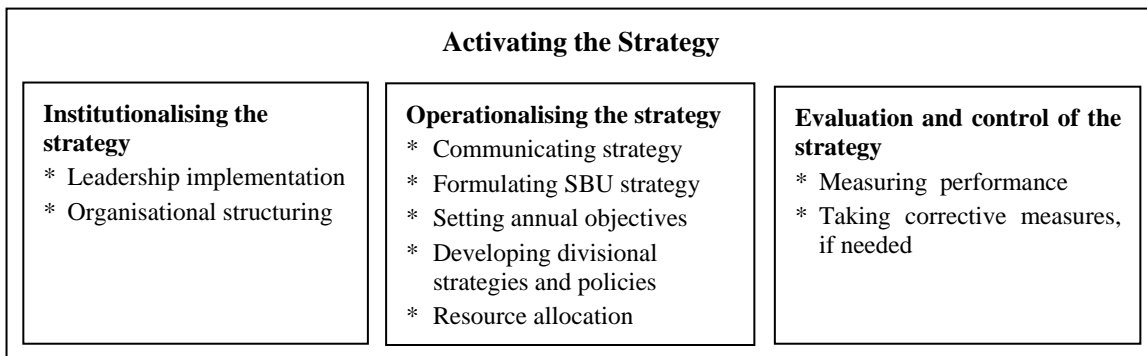 Activating the Strategy
Institutionalising the
strategy
* Leadership implementation
* Organisational structuring
Operationalising the strategy
* Communicating strategy
* Formulating SBU strategy
* Setting annual objectives
* Developing divisional
strategies and policies
* Resource allocation
Evaluation and control of the
strategy
* Measuring performance
* Taking corrective measures,
if needed